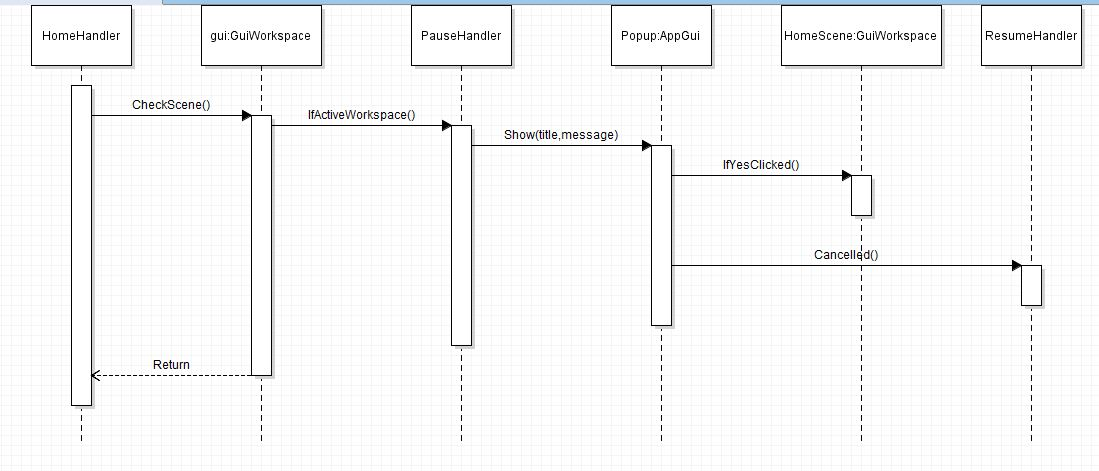 HomeHandler
gui:GuiWorkspace
PauseHandler
Popup:AppGui
HomeScene:GuiWorkspace
ResumeHandler
CheckScene()
IfActiveWorkspace()
Show(title,message)
IfYesClicked()
Cancelled()
Return